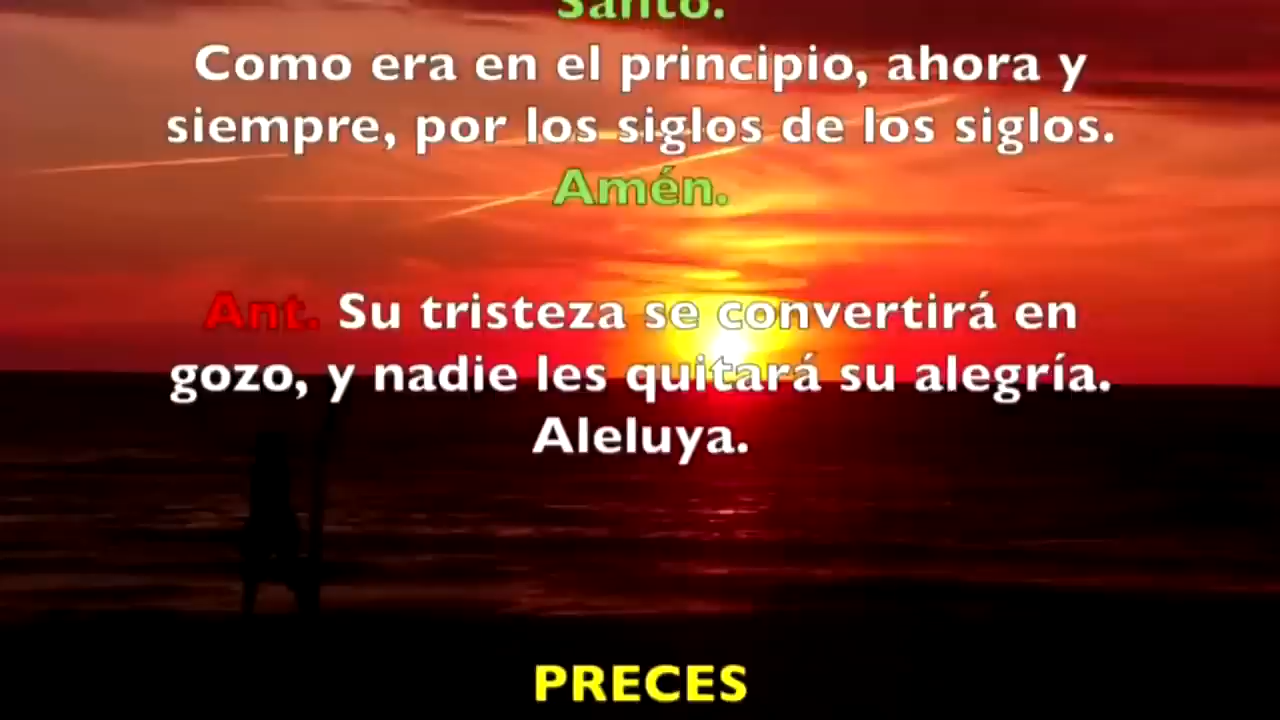 Santo.
Como era en el principio, ahora y
siempre, por los siglos de los siglos.
Amén.
Ant. Su tristeza se convertirá en
gozo, y nadie les quitará su alegría.
Aleluya.
PRECES